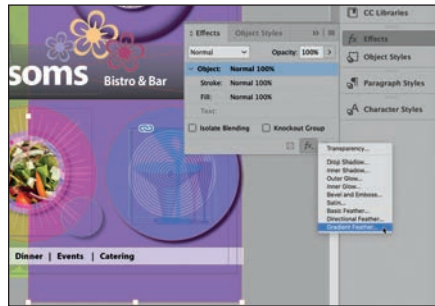 soms Bistro & Bar
Dinner | Events | Catering
Effects Object Styles
Normal Opacity: 100%
Object: Normal 100%
Stroke: Normal 100%
Fill: Normal 100%
Text:
Isolate Blending Knockout Group
fx.
Transparency...
Drop Shadow...
Inner Shadow...
Outer Glow...
Inner Glow...
Bevel and Emboss...
Satin...
Basic Feather...
Directional Feather...
Gradient Feather...
CC Libraries
fx Effects
Object Styles
Paragraph Styles
Character Styles